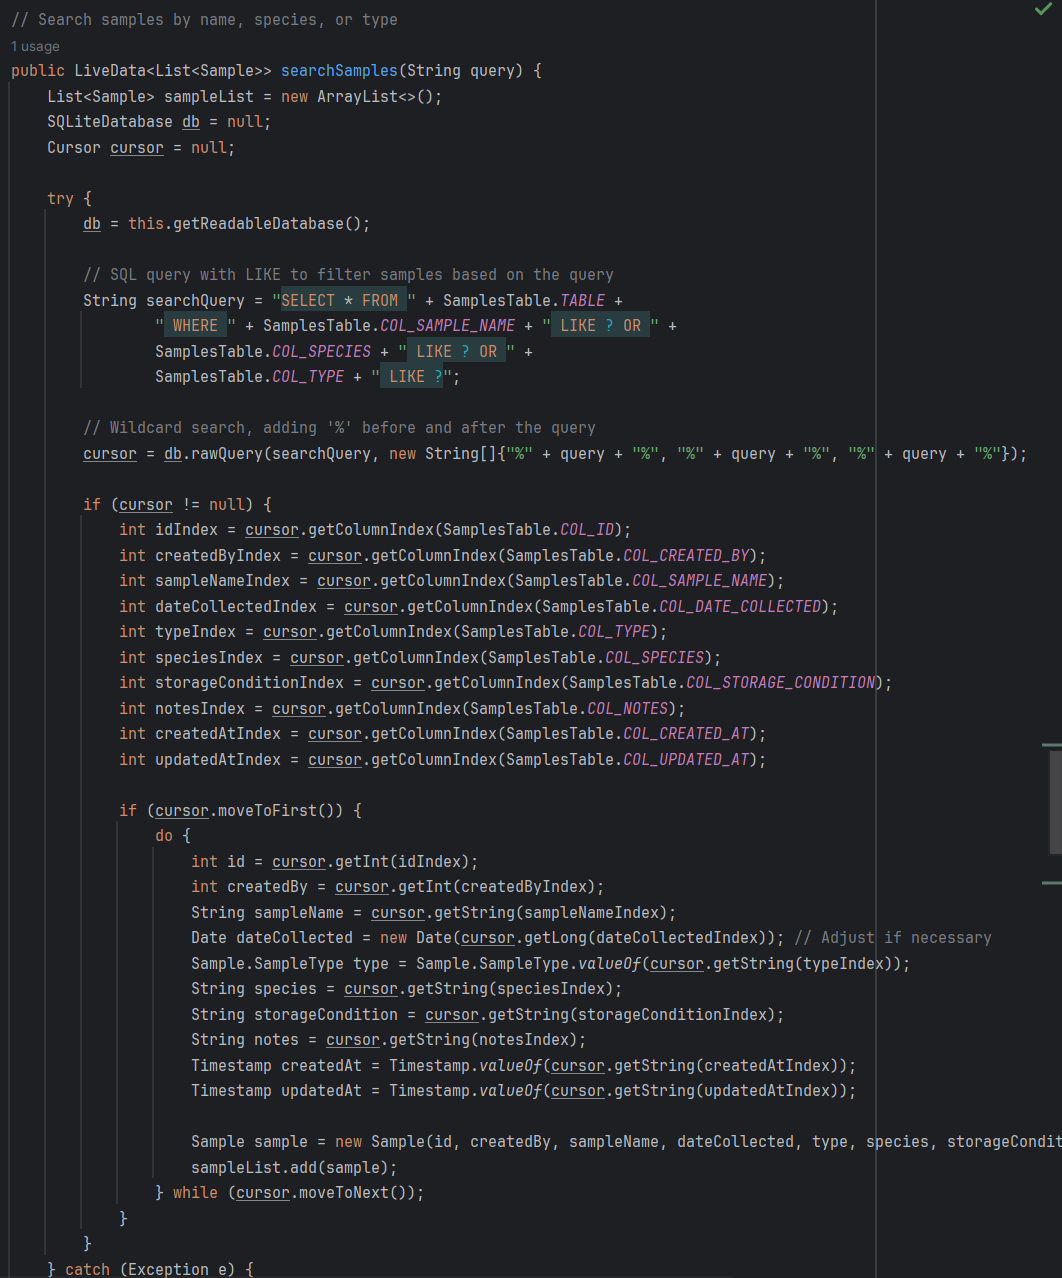 // Search samples by name, species, or type
1 usage
public LiveData<List<Sample>> searchSamples(String query) {
    List<Sample> sampleList = new ArrayList<>();
    SQLiteDatabase db = null;
    Cursor cursor = null;

    try {
        db = this.getReadableDatabase();

        // SQL query with LIKE to filter samples based on the query
        String searchQuery = "SELECT * FROM " + SamplesTable.TABLE +
                " WHERE " + SamplesTable.COL_SAMPLE_NAME + " LIKE ? OR " +
                SamplesTable.COL_SPECIES + " LIKE ? OR " +
                SamplesTable.COL_TYPE + " LIKE ?";

        // Wildcard search, adding '%' before and after the query
        cursor = db.rawQuery(searchQuery, new String[]{"%" + query + "%", "%" + query + "%", "%" + query + "%"});

        if (cursor != null) {
            int idIndex = cursor.getColumnIndex(SamplesTable.COL_ID);
            int createdByIndex = cursor.getColumnIndex(SamplesTable.COL_CREATED_BY);
            int sampleNameIndex = cursor.getColumnIndex(SamplesTable.COL_SAMPLE_NAME);
            int dateCollectedIndex = cursor.getColumnIndex(SamplesTable.COL_DATE_COLLECTED);
            int typeIndex = cursor.getColumnIndex(SamplesTable.COL_TYPE);
            int speciesIndex = cursor.getColumnIndex(SamplesTable.COL_SPECIES);
            int storageConditionIndex = cursor.getColumnIndex(SamplesTable.COL_STORAGE_CONDITION);
            int notesIndex = cursor.getColumnIndex(SamplesTable.COL_NOTES);
            int createdAtIndex = cursor.getColumnIndex(SamplesTable.COL_CREATED_AT);
            int updatedAtIndex = cursor.getColumnIndex(SamplesTable.COL_UPDATED_AT);

            if (cursor.moveToFirst()) {
                do {
                    int id = cursor.getInt(idIndex);
                    int createdBy = cursor.getInt(createdByIndex);
                    String sampleName = cursor.getString(sampleNameIndex);
                    Date dateCollected = new Date(cursor.getLong(dateCollectedIndex)); // Adjust if necessary
                    Sample.SampleType type = Sample.SampleType.valueOf(cursor.getString(typeIndex));
                    String species = cursor.getString(speciesIndex);
                    String storageCondition = cursor.getString(storageConditionIndex);
                    String notes = cursor.getString(notesIndex);
                    Timestamp createdAt = Timestamp.valueOf(cursor.getString(createdAtIndex));
                    Timestamp updatedAt = Timestamp.valueOf(cursor.getString(updatedAtIndex));

                    Sample sample = new Sample(id, createdBy, sampleName, dateCollected, type, species, storageCondit
                    sampleList.add(sample);
                } while (cursor.moveToNext());
            }
        }
    } catch (Exception e) {